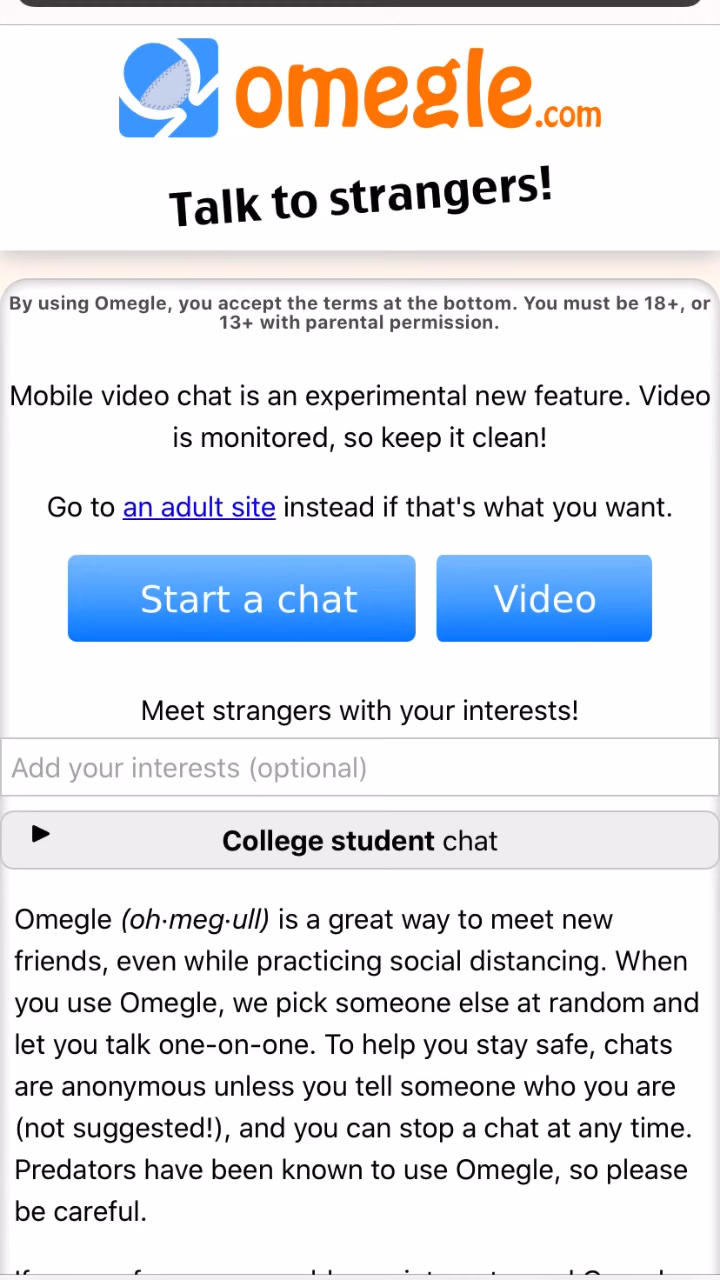 omegle.com
Talk to strangers!
By using Omegle, you accept the terms at the bottom. You must be 18+, or
13+ with parental permission.
Mobile video chat is an experimental new feature. Video
is monitored, so keep it clean!
Go to an adult site instead if that's what you want.
Start a chat
Video
Meet strangers with your interests!
Add your interests (optional)
College student chat
Omegle (oh·meg·ull) is a great way to meet new
friends, even while practicing social distancing. When
you use Omegle, we pick someone else at random and
let you talk one-on-one. To help you stay safe, chats
are anonymous unless you tell someone who you are
(not suggested!), and you can stop a chat at any time.
Predators have been known to use Omegle, so please
be careful.